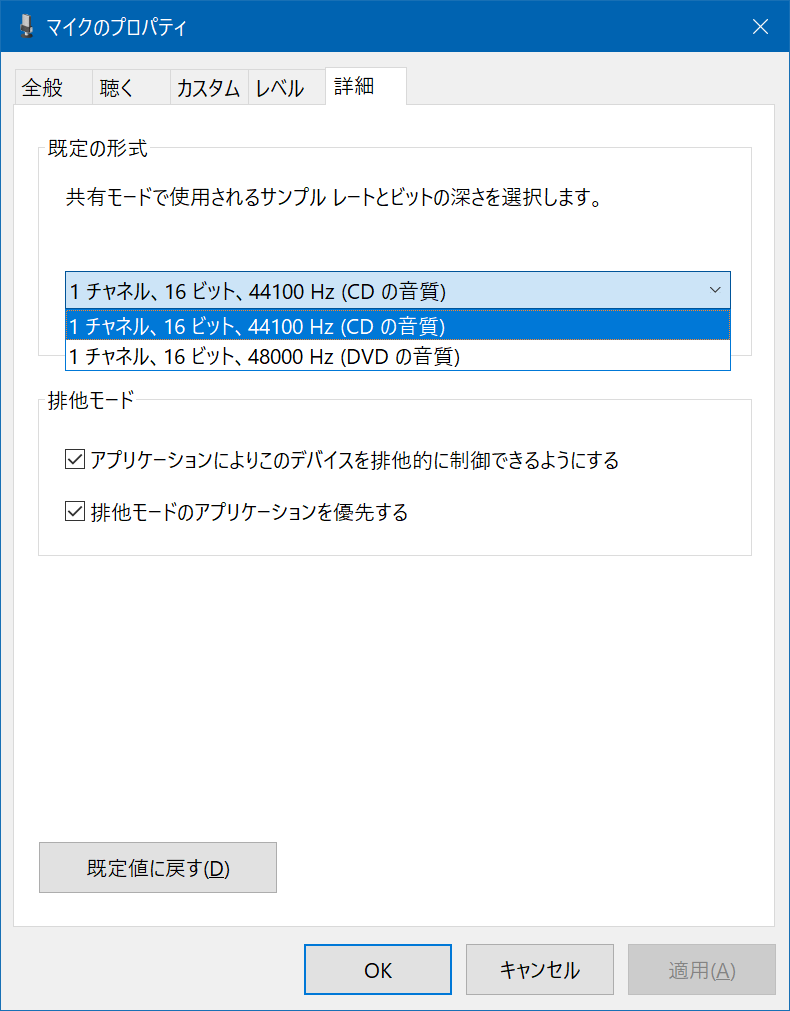 マイクのプロパティ
全般 聴く カスタム レベル 詳細
既定の形式
共有モードで使用されるサンプル レートとビットの深さを選択します。
1 チャネル、16 ビット、44100 Hz (CD の音質)
1 チャネル、16 ビット、44100 Hz (CD の音質)
1 チャネル、16 ビット、48000 Hz (DVD の音質)
排他モード
アプリケーションによりこのデバイスを排他的に制御できるようにする
排他モードのアプリケーションを優先する
既定値に戻す(D)
OK キャンセル 適用(A)